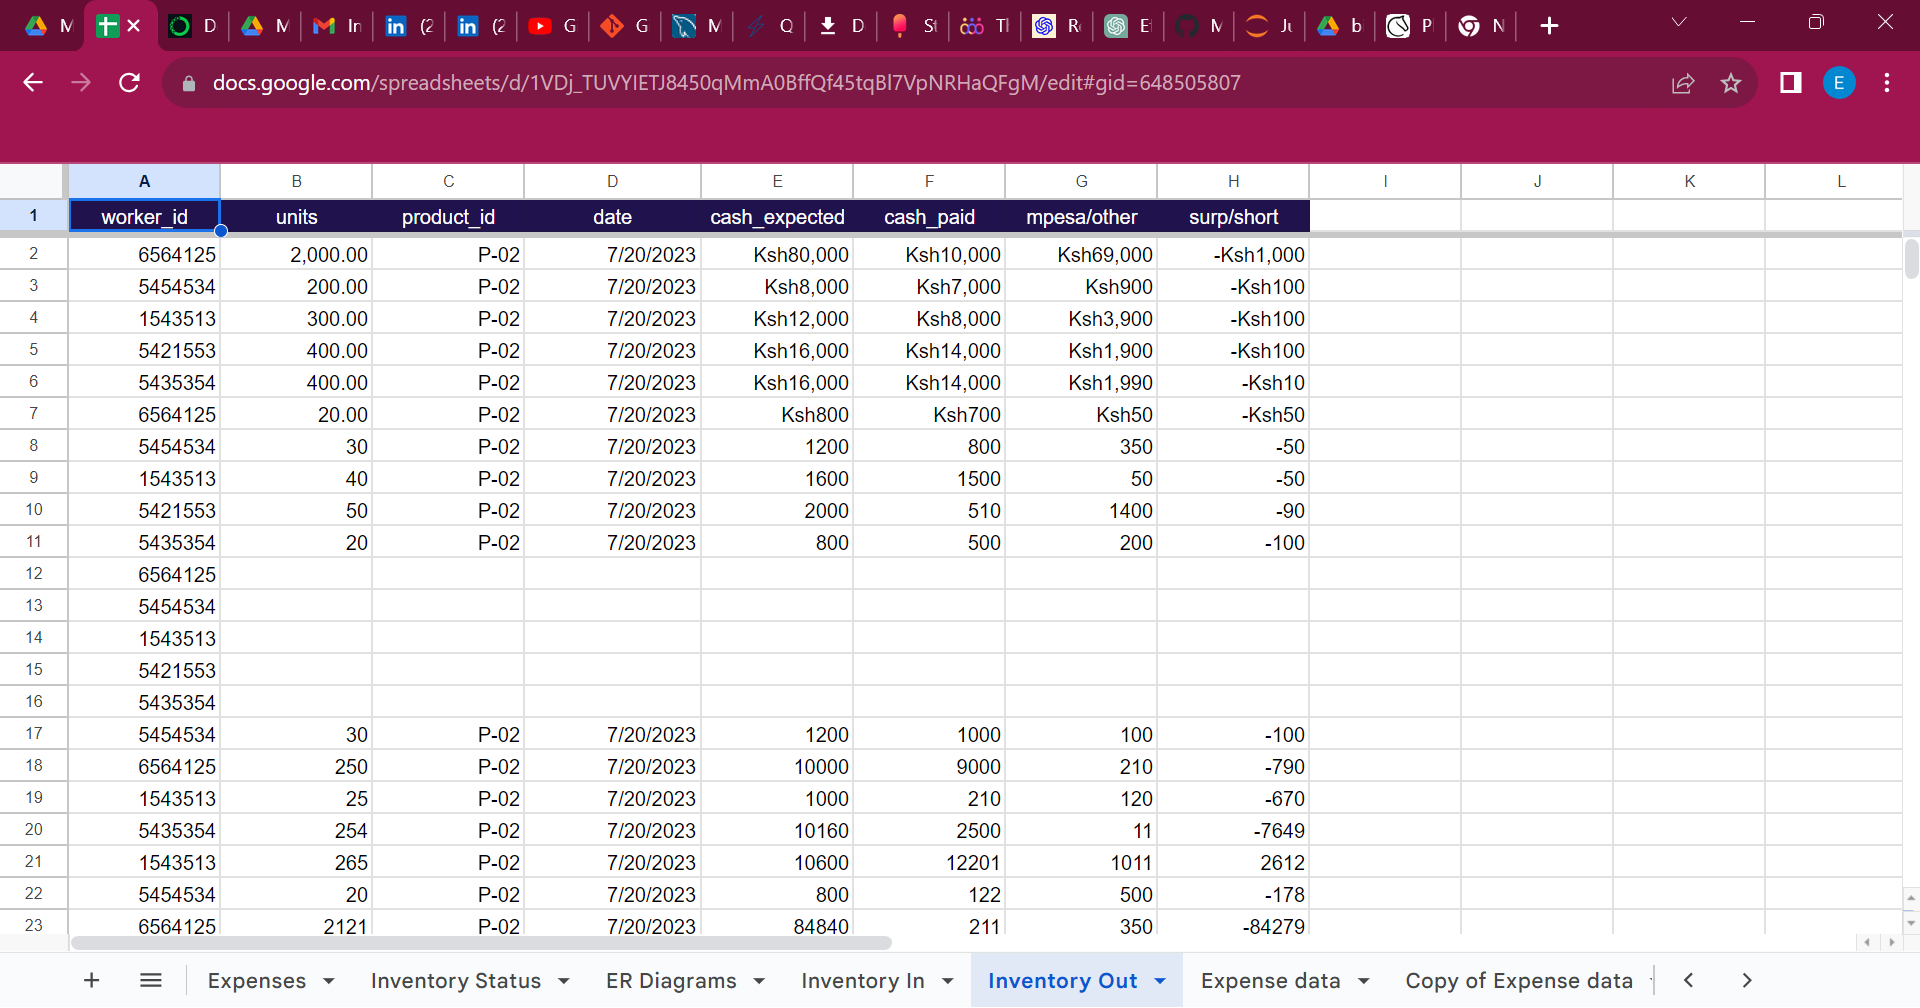 M D M In (2 (2 G G M Q D St Tl R E M Ju b P N
docs.google.com/spreadsheets/d/1VDj_TUVYIETJ8450qMmA0BffQf45tqBl7VpNRHaQFgM/edit#gid=648505807 E
A B C D E F G H I J K L
1 worker_id units product_id date cash_expected cash_paid mpesa/other surp/short
2 6564125 2,000.00 P-02 7/20/2023 Ksh80,000 Ksh10,000 Ksh69,000 -Ksh1,000
3 5454534 200.00 P-02 7/20/2023 Ksh8,000 Ksh7,000 Ksh900 -Ksh100
4 1543513 300.00 P-02 7/20/2023 Ksh12,000 Ksh8,000 Ksh3,900 -Ksh100
5 5421553 400.00 P-02 7/20/2023 Ksh16,000 Ksh14,000 Ksh1,900 -Ksh100
6 5435354 400.00 P-02 7/20/2023 Ksh16,000 Ksh14,000 Ksh1,990 -Ksh10
7 6564125 20.00 P-02 7/20/2023 Ksh800 Ksh700 Ksh50 -Ksh50
8 5454534 30 P-02 7/20/2023 1200 800 350 -50
9 1543513 40 P-02 7/20/2023 1600 1500 50 -50
10 5421553 50 P-02 7/20/2023 2000 510 1400 -90
11 5435354 20 P-02 7/20/2023 800 500 200 -100
12 6564125
13 5454534
14 1543513
15 5421553
16 5435354
17 5454534 30 P-02 7/20/2023 1200 1000 100 -100
18 6564125 250 P-02 7/20/2023 10000 9000 210 -790
19 1543513 25 P-02 7/20/2023 1000 210 120 -670
20 5435354 254 P-02 7/20/2023 10160 2500 11 -7649
21 1543513 265 P-02 7/20/2023 10600 12201 1011 2612
22 5454534 20 P-02 7/20/2023 800 122 500 -178
23 6564125 2121 P-02 7/20/2023 84840 211 350 -84279
Expenses Inventory Status ER Diagrams Inventory In Inventory Out Expense data Copy of Expense data